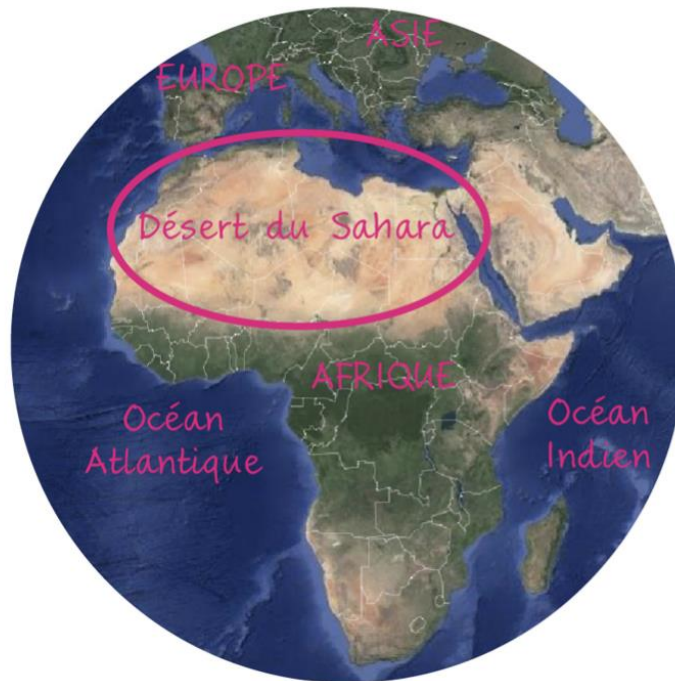 ASIE
EUROPE
Désert du Sahara
AFRIQUE
Océan
Atlantique
Océan
Indien